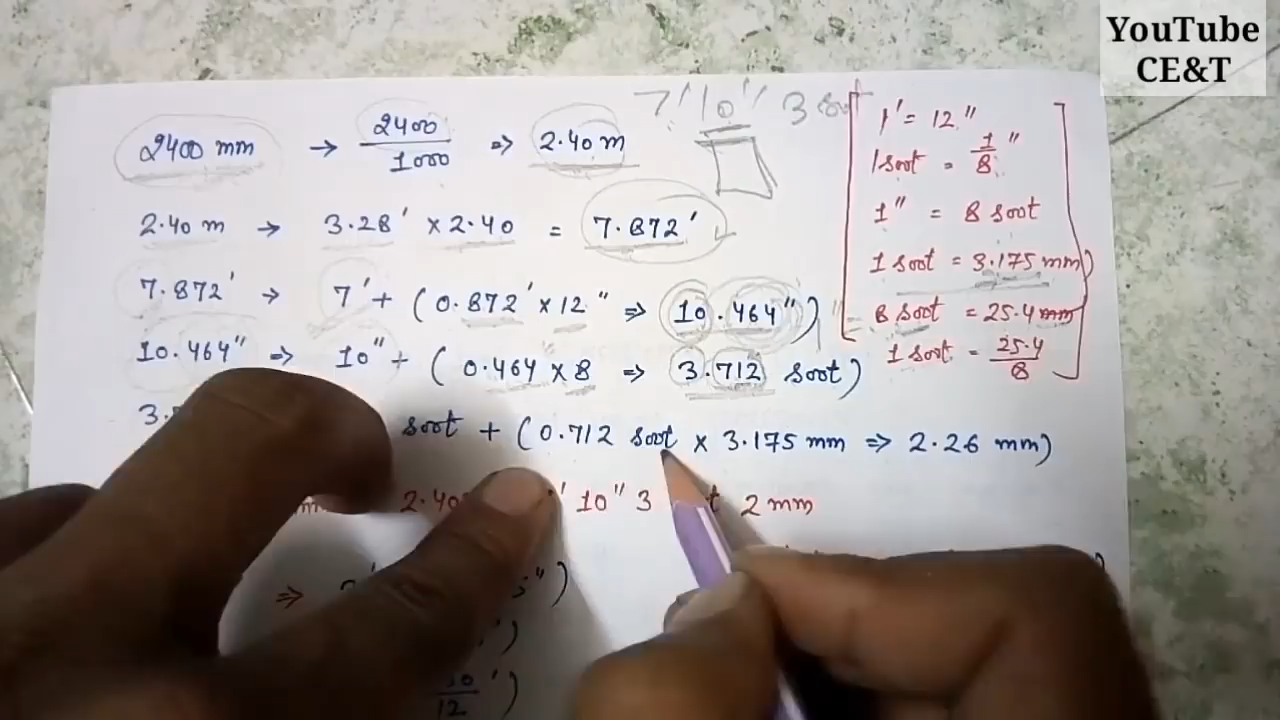 YouTube
CE&T
7' 10" 3 soot
2400 mm → 2400/1000 ⇒ 2.40 m
2.40 m → 3.28' × 2.40 = 7.872'
7.872' → 7' + (0.872' × 12" ⇒ 10.464")
10.464" ⇒ 10" + (0.464 × 8 ⇒ 3.712 soot)
3. soot + (0.712 soot × 3.175 mm ⇒ 2.26 mm)
2.40 ' 10" 3 t 2 mm
⇒
12
1' = 12"
1 soot = 1/8"
1" = 8 soot
1 soot = 3.175 mm
8 soot = 25.4 mm
1 soot = 25.4/8